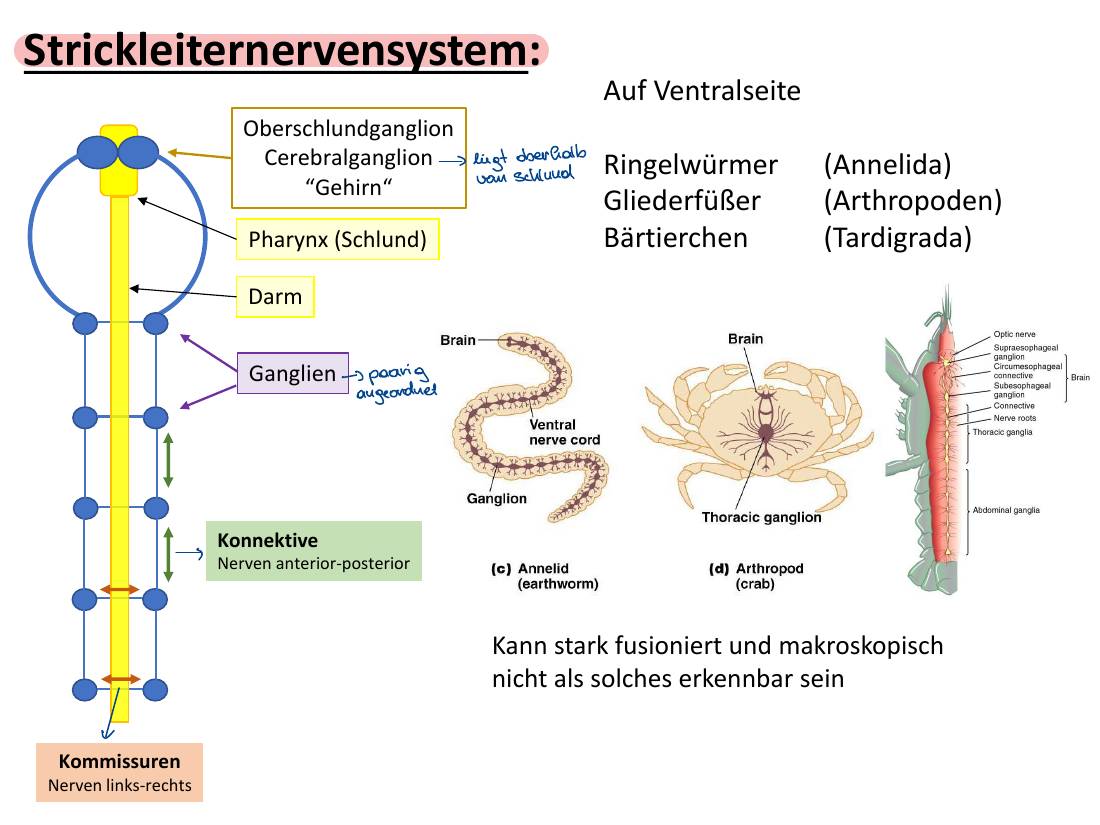 Strickleiternervensystem:
Auf Ventralseite
Oberschlundganglion
Cerebralganglion
“Gehirn“
liegt oberhalb
von Schlund
Ringelwürmer (Annelida)
Gliederfüßer (Arthropoden)
Bärtierchen (Tardigrada)
Pharynx (Schlund)
Darm
Ganglien
paarig
angeordnet
Konnektive
Nerven anterior-posterior
Kommissuren
Nerven links-rechts
Brain
Ventral
nerve cord
Ganglion
(c) Annelid
(earthworm)
Brain
Thoracic ganglion
(d) Arthropod
(crab)
Optic nerve
Supraesophageal
ganglion
Circumesophageal
connective
Subesophageal
ganglion
Brain
Connective
Nerve roots
Thoracic ganglia
Abdominal ganglia
Kann stark fusioniert und makroskopisch
nicht als solches erkennbar sein